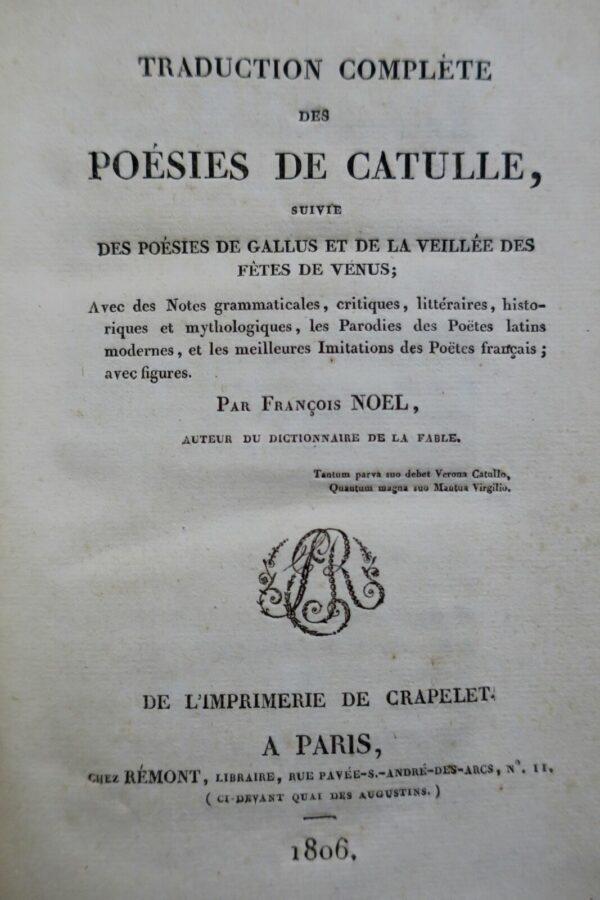 TRADUCTION COMPLÈTE
DES
POÉSIES DE CATULLE,
SUIVIE
DES POÉSIES DE GALLUS ET DE LA VEILLÉE DES
FÊTES DE VÉNUS;
Avec des Notes grammaticales, critiques, littéraires, histo-
riques et mythologiques, les Parodies des Poëtes latins
modernes, et les meilleures Imitations des Poëtes français;
avec figures.
PAR FRANÇOIS NOEL,
AUTEUR DU DICTIONNAIRE DE LA FABLE.
Tantum parva suo debet Verona Catullo,
Quantum magna suo Mantua Virgilio.
DE L'IMPRIMERIE DE CRAPELET.
A PARIS,
CHEZ RÉMONT, LIBRAIRE, RUE PAVÉE-S.-ANDRÉ-DES-ARCS, N°. 11.
(CI-DEVANT QUAI DES AUGUSTINS.)
1806.